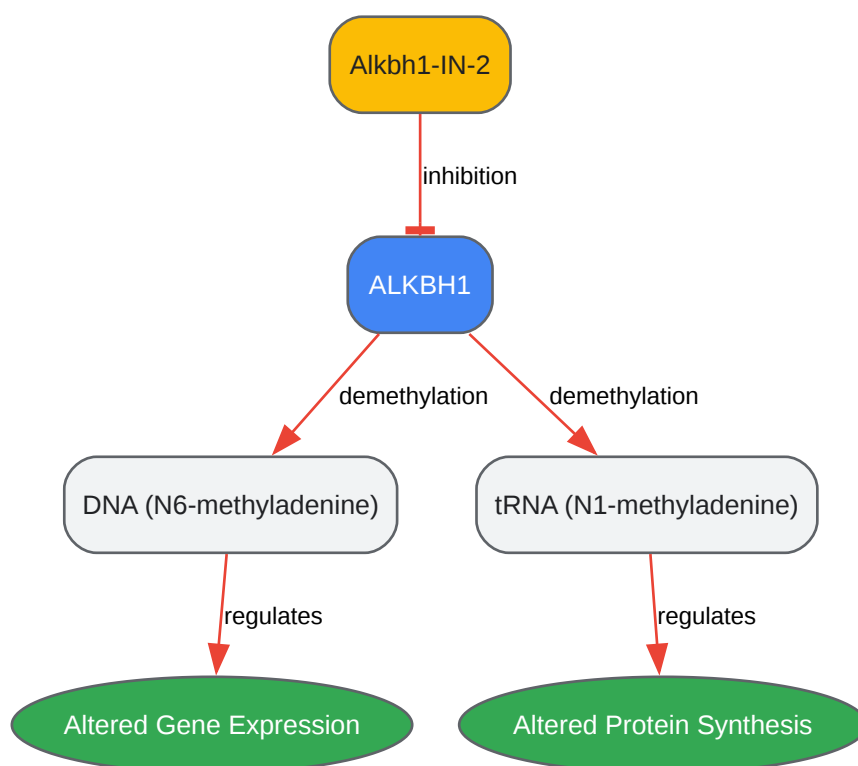 Alkbh1-IN-2
inhibition
ALKBH1
demethylation demethylation
DNA (N6-methyladenine) tRNA (N1-methyladenine)
regulates regulates
Altered Gene Expression Altered Protein Synthesis